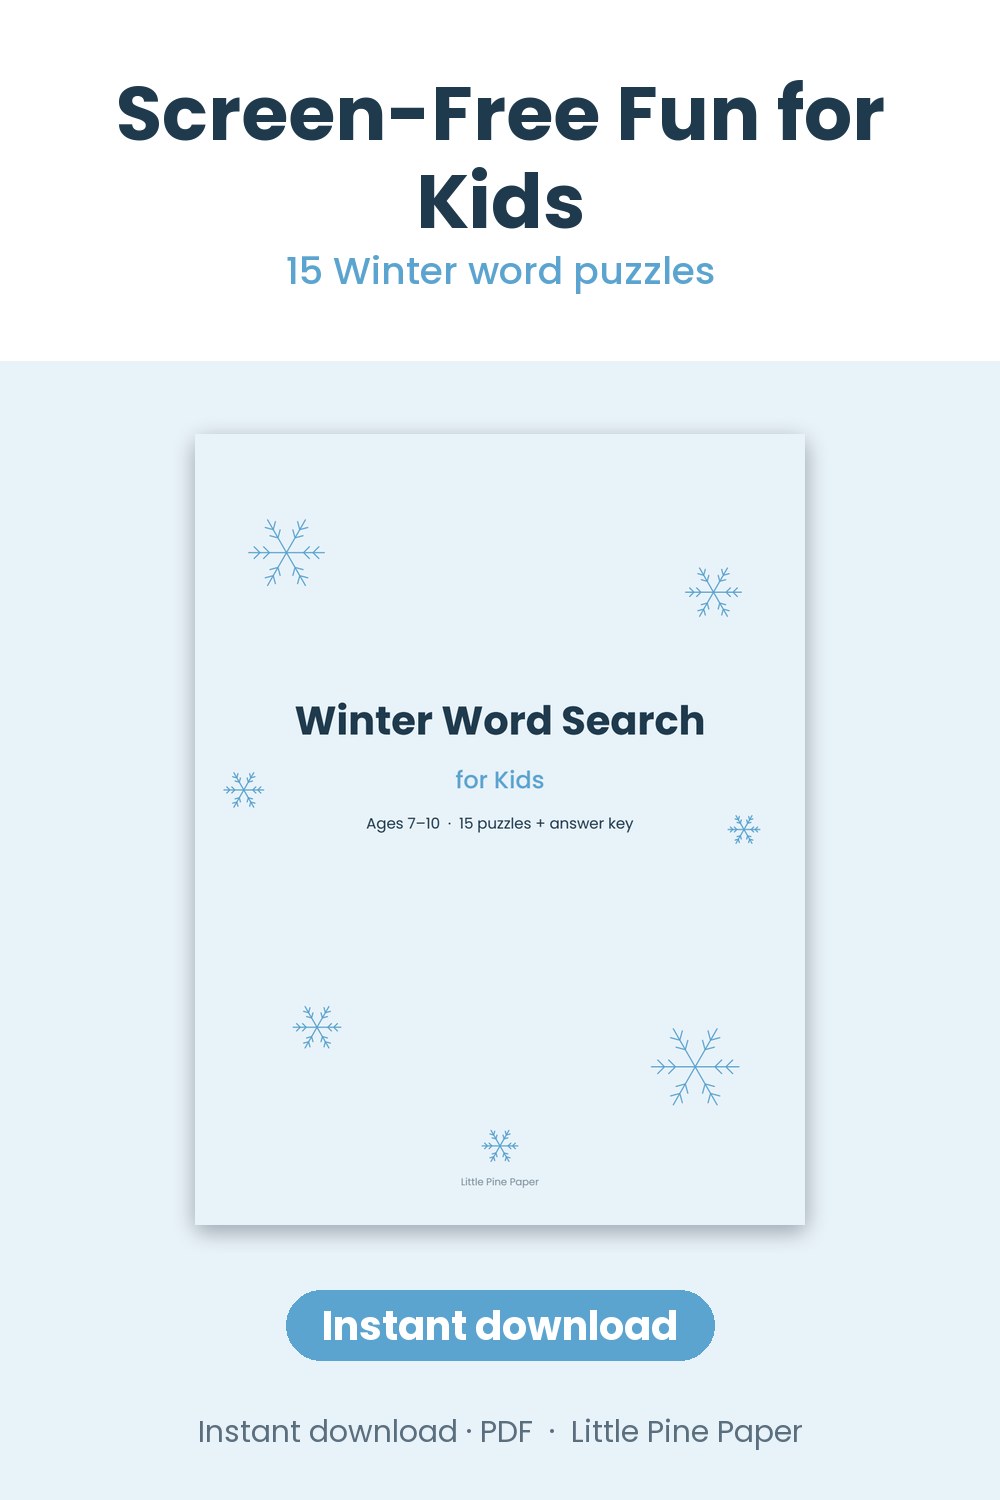 Screen-Free Fun for
Kids
15 Winter word puzzles
Winter Word Search
for Kids
Ages 7–10 · 15 puzzles + answer key
Little Pine Paper
Instant download
Instant download · PDF · Little Pine Paper